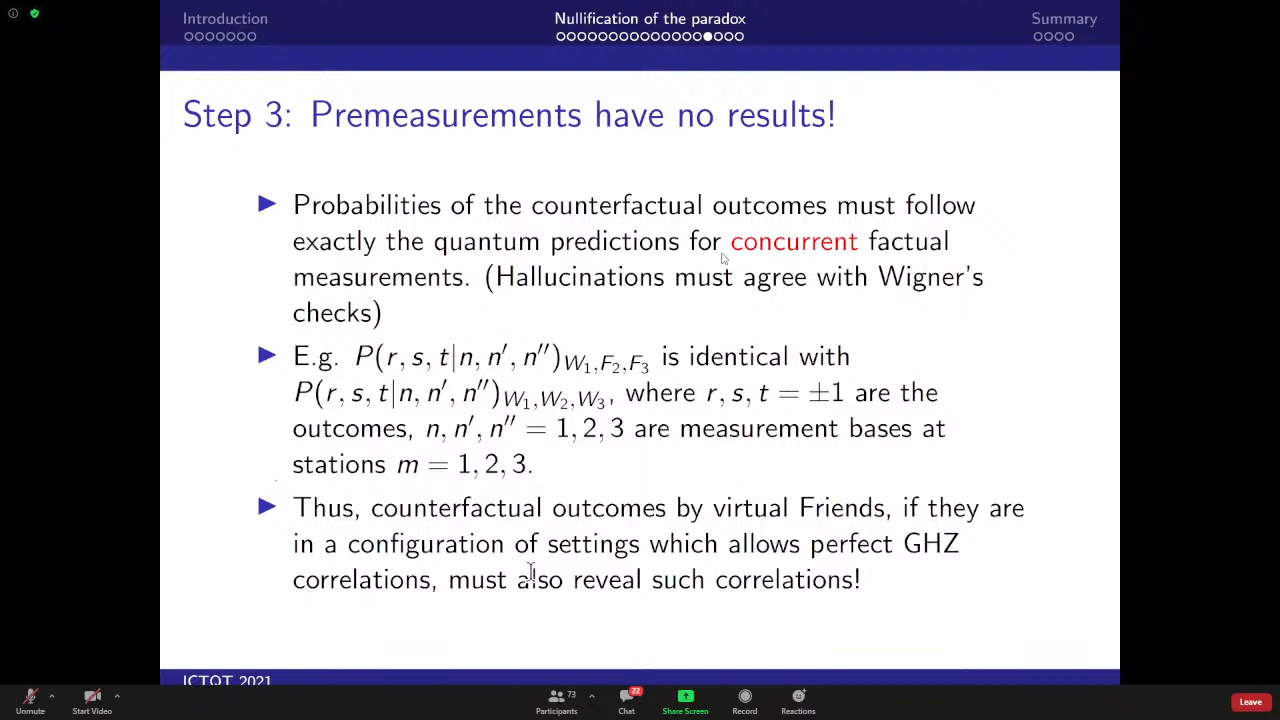 Introduction Nullification of the paradox Summary
Step 3: Premeasurements have no results!
▶ Probabilities of the counterfactual outcomes must follow
exactly the quantum predictions for concurrent factual
measurements. (Hallucinations must agree with Wigner's
checks)
▶ E.g. P(r, s, t|n, n′, n″)_{W₁,F₂,F₃} is identical with
P(r, s, t|n, n′, n″)_{W₁,W₂,W₃}, where r, s, t = ±1 are the
outcomes, n, n′, n″ = 1, 2, 3 are measurement bases at
stations m = 1, 2, 3.
▶ Thus, counterfactual outcomes by virtual Friends, if they are
in a configuration of settings which allows perfect GHZ
correlations, must also reveal such correlations!
ICTQT 2021
73 22
Unmute Start Video Participants Chat Share Screen Record Reactions Leave